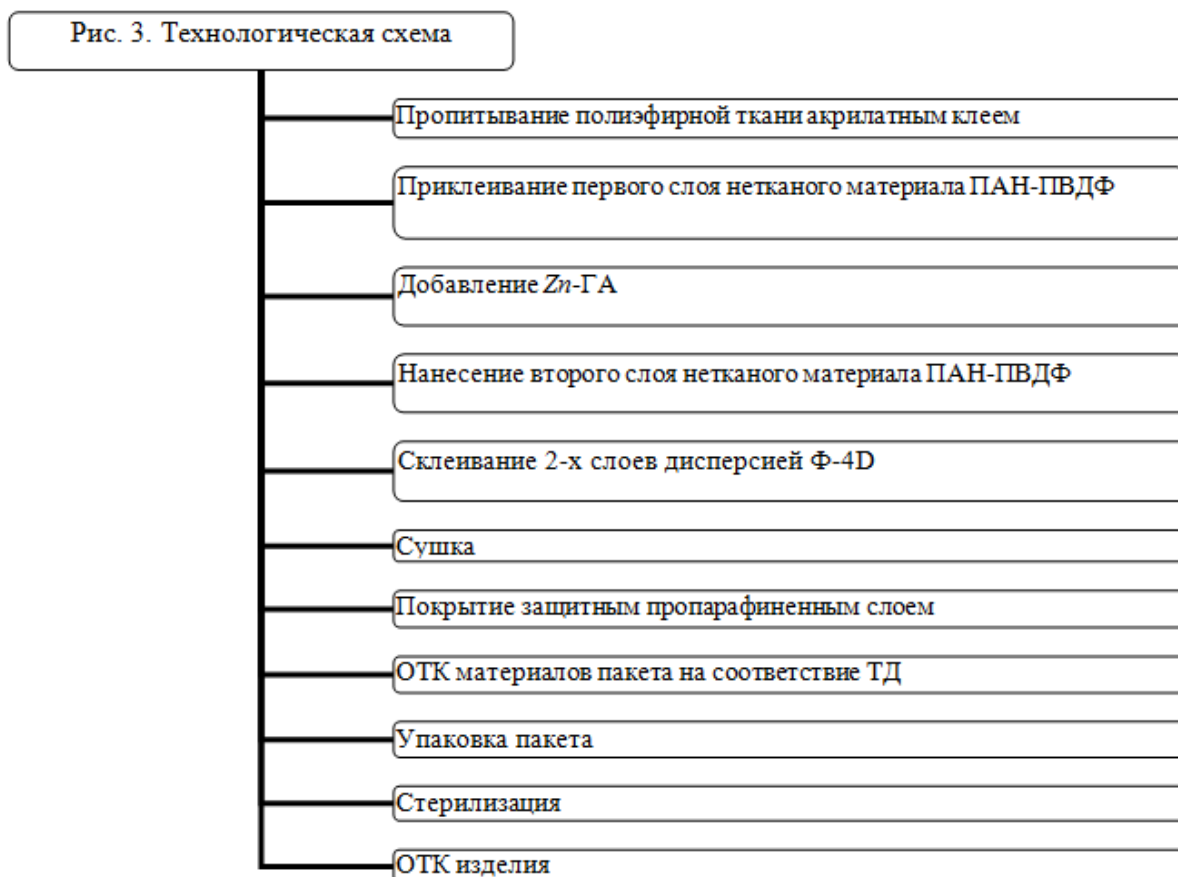 Рис. 3. Технологическая схема
Пропитывание полиэфирной ткани акрилатным клеем
Приклеивание первого слоя нетканого материала ПАН-ПВДФ
Добавление Zn-ГА
Нанесение второго слоя нетканого материала ПАН-ПВДФ
Склеивание 2-х слоев дисперсией Ф-4D
Сушка
Покрытие защитным пропарафиненным слоем
ОТК материалов пакета на соответствие ТД
Упаковка пакета
Стерилизация
ОТК изделия